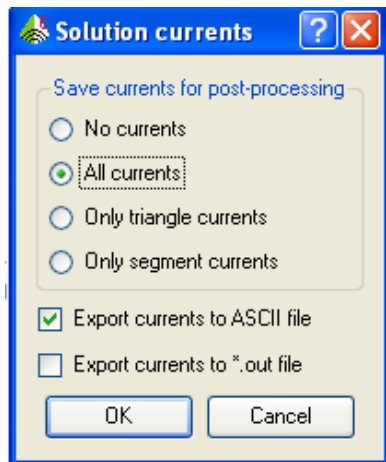 Solution currents
Save currents for post-processing
No currents
All currents
Only triangle currents
Only segment currents
Export currents to ASCII file
Export currents to *.out file
OK Cancel